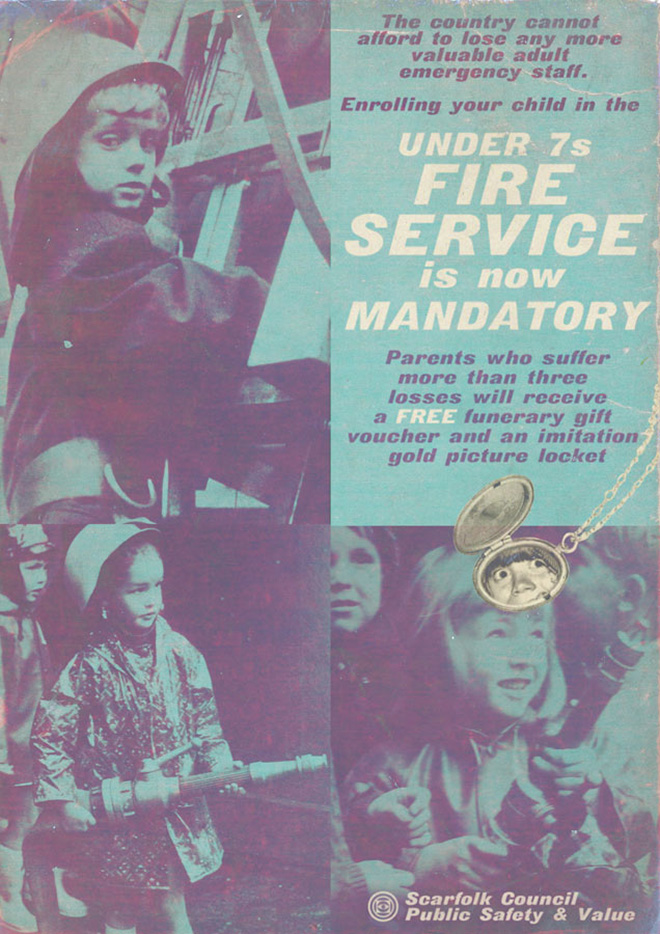 The country cannot
afford to lose any more
valuable adult
emergency staff.
Enrolling your child in the
UNDER 7s
FIRE
SERVICE
is now
MANDATORY
Parents who suffer
more than three
losses will receive
a FREE funerary gift
voucher and an imitation
gold picture locket
Scarfolk Council
Public Safety & Value